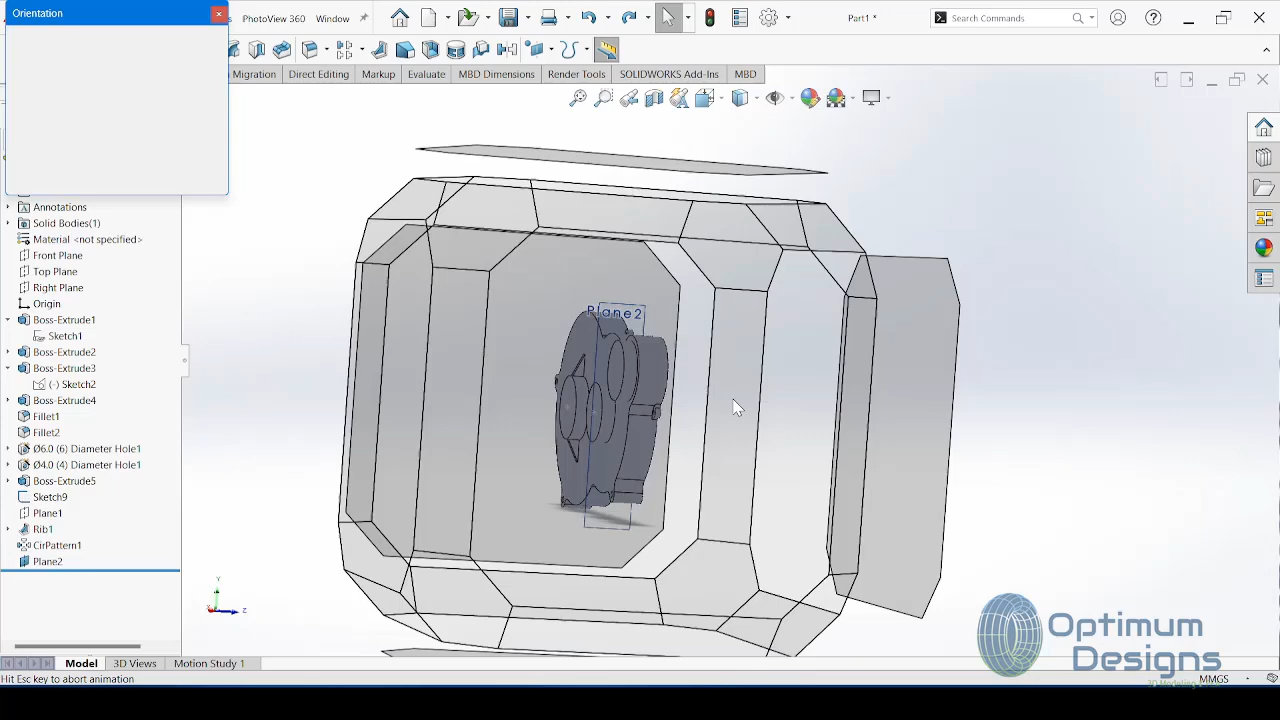 Orientation
PhotoView 360 Window
Part1 *
Search Commands
Migration Direct Editing Markup Evaluate MBD Dimensions Render Tools SOLIDWORKS Add-Ins MBD
Annotations
Solid Bodies(1)
Material <not specified>
Front Plane
Top Plane
Right Plane
Origin
Boss-Extrude1
Sketch1
Boss-Extrude2
Boss-Extrude3
(-) Sketch2
Boss-Extrude4
Fillet1
Fillet2
Ø6.0 (6) Diameter Hole1
Ø4.0 (4) Diameter Hole1
Boss-Extrude5
Sketch9
Plane1
Rib1
CirPattern1
Plane2
Plane2
Y
Z
Optimum
Designs
Model 3D Views Motion Study 1
Hit Esc key to abort animation
MMGS